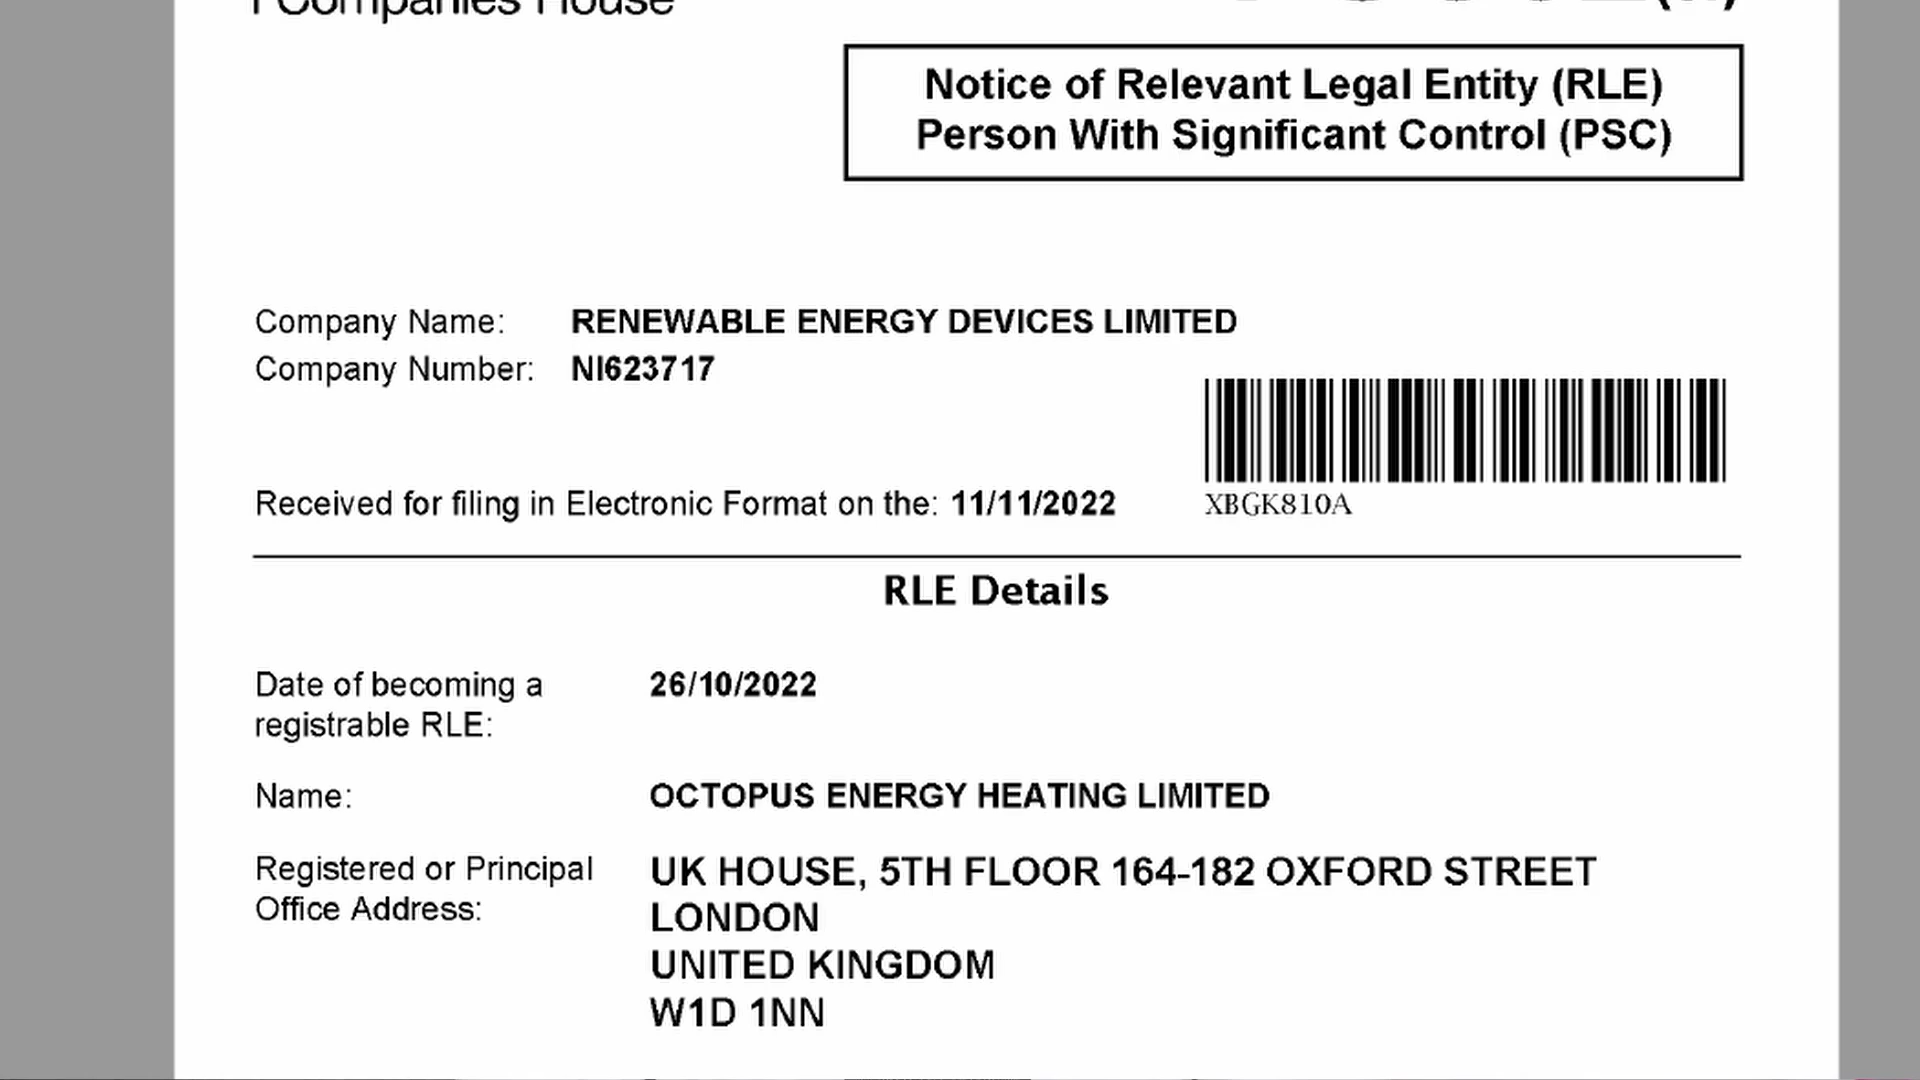 Companies House
Notice of Relevant Legal Entity (RLE)
Person With Significant Control (PSC)
Company Name: RENEWABLE ENERGY DEVICES LIMITED
Company Number: NI623717
Received for filing in Electronic Format on the: 11/11/2022
XBGK810A
RLE Details
Date of becoming a 26/10/2022
registrable RLE:
Name: OCTOPUS ENERGY HEATING LIMITED
Registered or Principal UK HOUSE, 5TH FLOOR 164-182 OXFORD STREET
Office Address: LONDON
UNITED KINGDOM
W1D 1NN